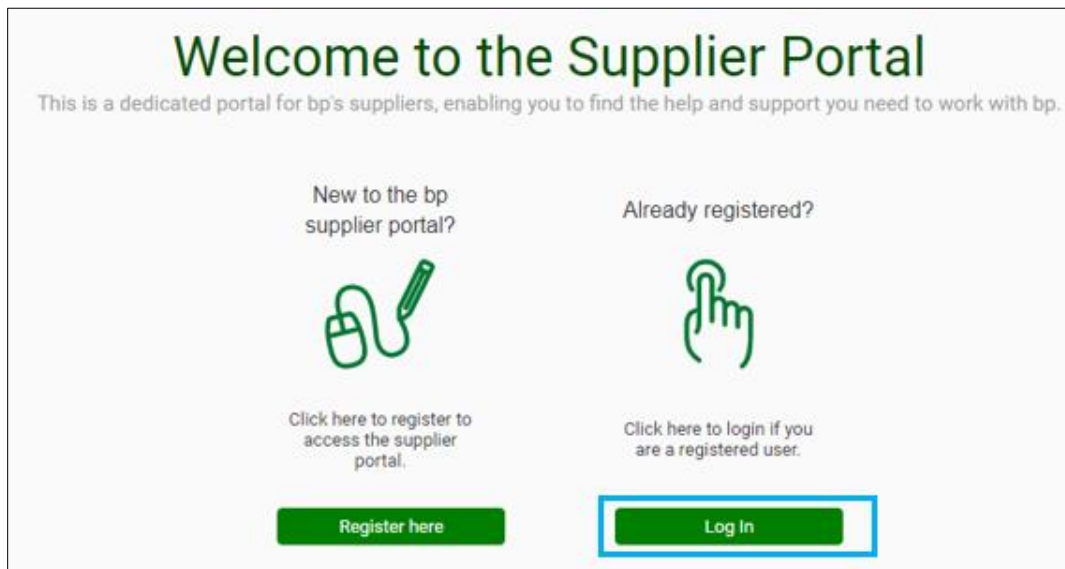 Welcome to the Supplier Portal
This is a dedicated portal for bp's suppliers, enabling you to find the help and support you need to work with bp.
New to the bp
supplier portal?
Click here to register to
access the supplier
portal.
Register here
Already registered?
Click here to login if you
are a registered user.
Log In